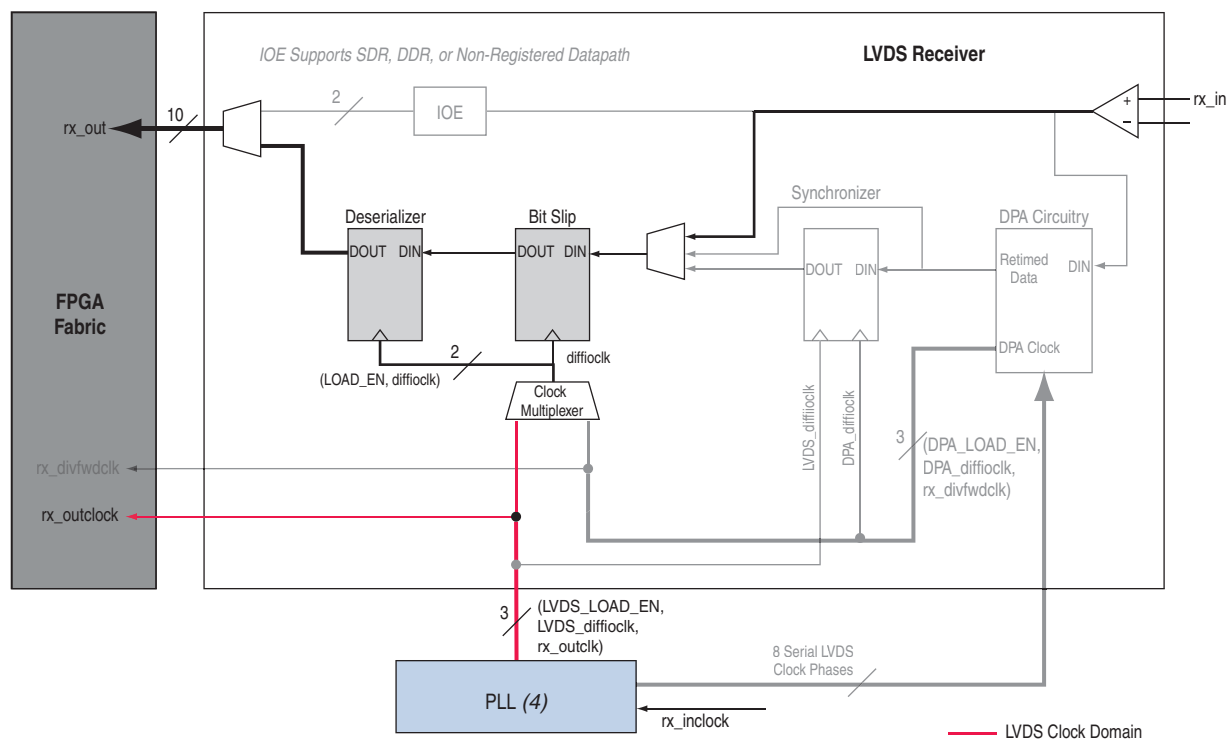 IOE Supports SDR, DDR, or Non-Registered Datapath
LVDS Receiver
2
IOE
+
–
rx_in
10
rx_out
Synchronizer
Deserializer
Bit Slip
DPA Circuitry
DOUT DIN
DOUT DIN
DOUT DIN
Retimed
Data
DIN
DPA Clock
FPGA
Fabric
2
(LOAD_EN, diffioclk)
diffioclk
Clock
Multiplexer
LVDS_diffiioclk
DPA_diffioclk
3
(DPA_LOAD_EN,
DPA_diffioclk,
rx_divfwdclk)
rx_divfwdclk
rx_outclock
3
(LVDS_LOAD_EN,
LVDS_diffioclk,
rx_outclk)
8 Serial LVDS
Clock Phases
PLL (4)
rx_inclock
LVDS Clock Domain